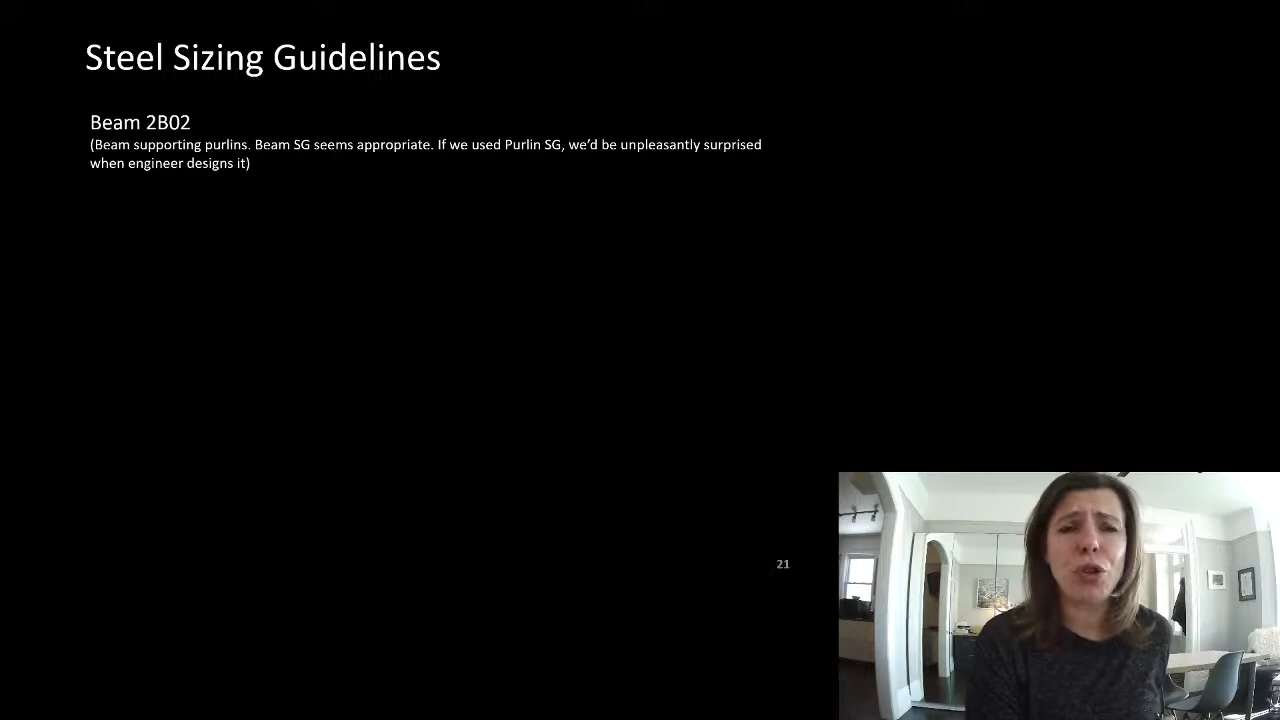 Steel Sizing Guidelines
Beam 2B02
(Beam supporting purlins. Beam SG seems appropriate. If we used Purlin SG, we’d be unpleasantly surprised
when engineer designs it)
21